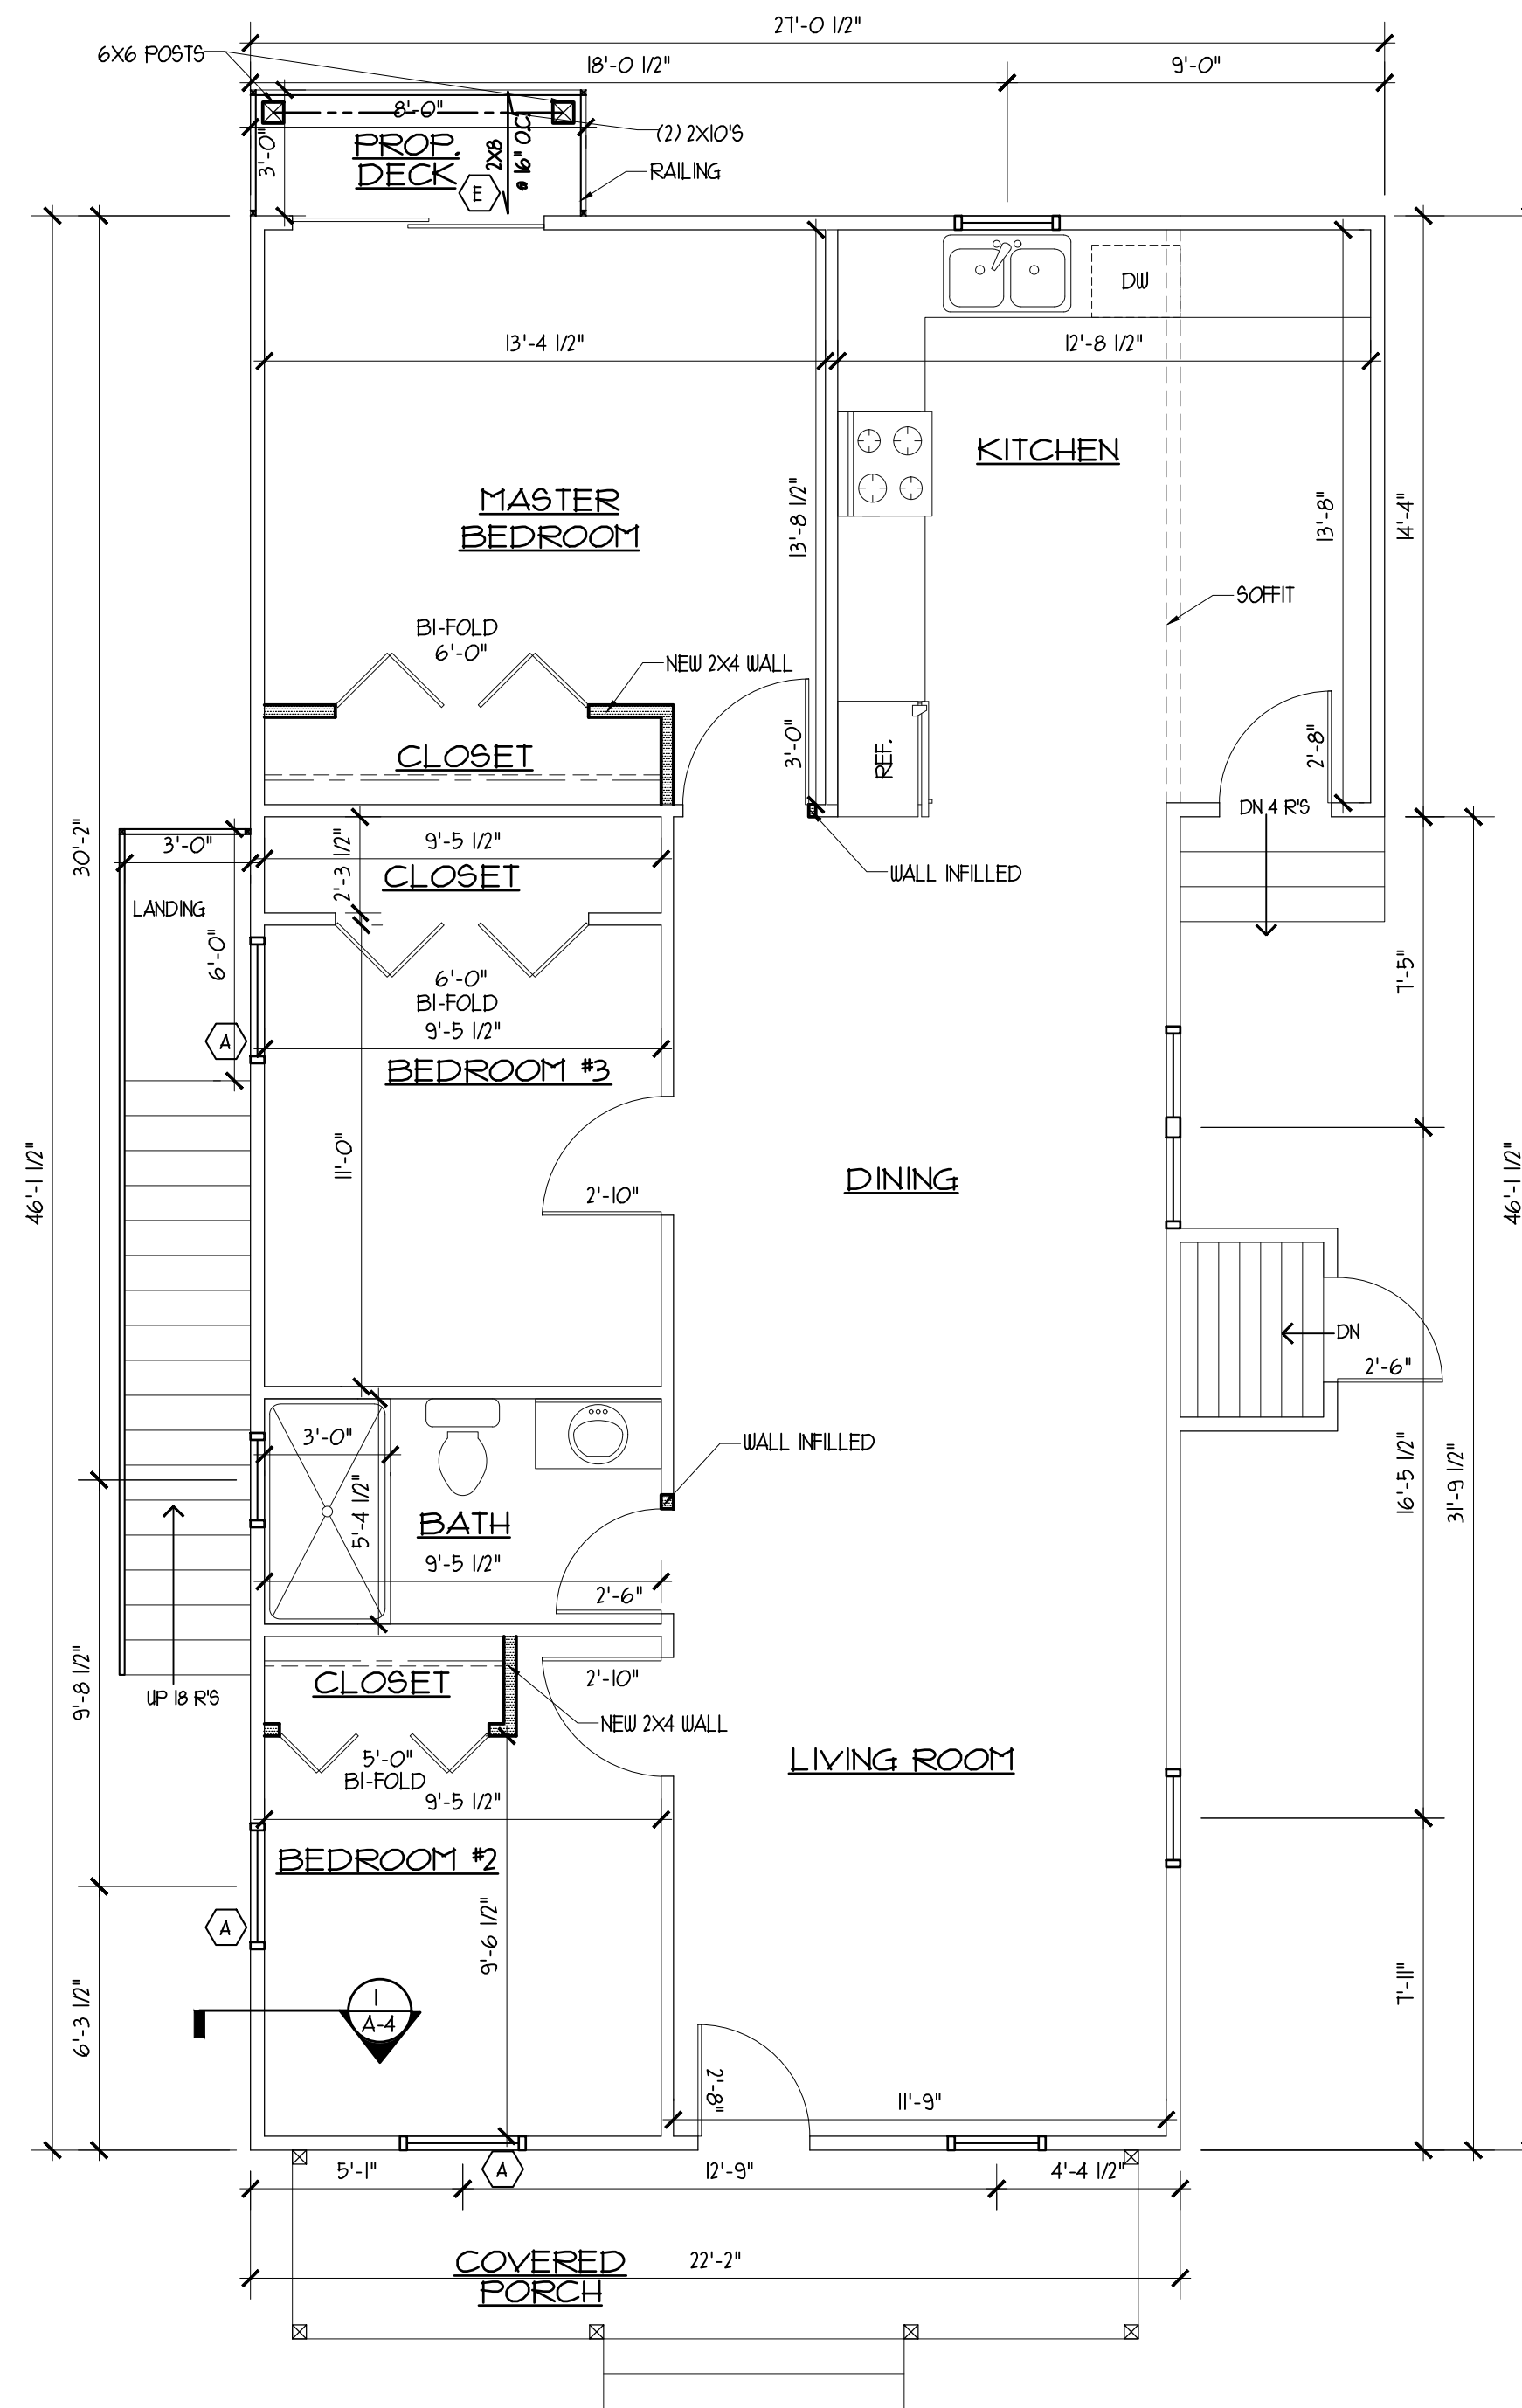 27'-0 1/2"
6X6 POSTS
18'-0 1/2"
9'-0"
8'-0"
3'-0"
PROP.
DECK
E
2X8
@ 16" O.C.
(2) 2X10'S
RAILING
DW
13'-4 1/2"
12'-8 1/2"
KITCHEN
MASTER
BEDROOM
13'-8 1/2"
13'-8"
14'-4"
SOFFIT
BI-FOLD
6'-0"
NEW 2X4 WALL
CLOSET
3'-0"
REF.
2'-8"
DN 4 R'S
30'-2"
3'-0"
9'-5 1/2"
2'-3 1/2"
CLOSET
WALL INFILLED
LANDING
6'-0"
7'-5"
6'-0"
BI-FOLD
9'-5 1/2"
A
BEDROOM #3
46'-1 1/2"
11'-0"
2'-10"
DINING
46'-1 1/2"
DN
2'-6"
3'-0"
WALL INFILLED
5'-4 1/2"
BATH
16'-5 1/2"
31'-9 1/2"
9'-5 1/2"
2'-6"
9'-8 1/2"
CLOSET
2'-10"
UP 18 R'S
NEW 2X4 WALL
5'-0"
BI-FOLD
LIVING ROOM
9'-5 1/2"
BEDROOM #2
A
9'-6 1/2"
6'-3 1/2"
7'-11"
1
A-4
2'-8"
11'-9"
5'-1"
A
12'-9"
4'-4 1/2"
COVERED
PORCH
22'-2"